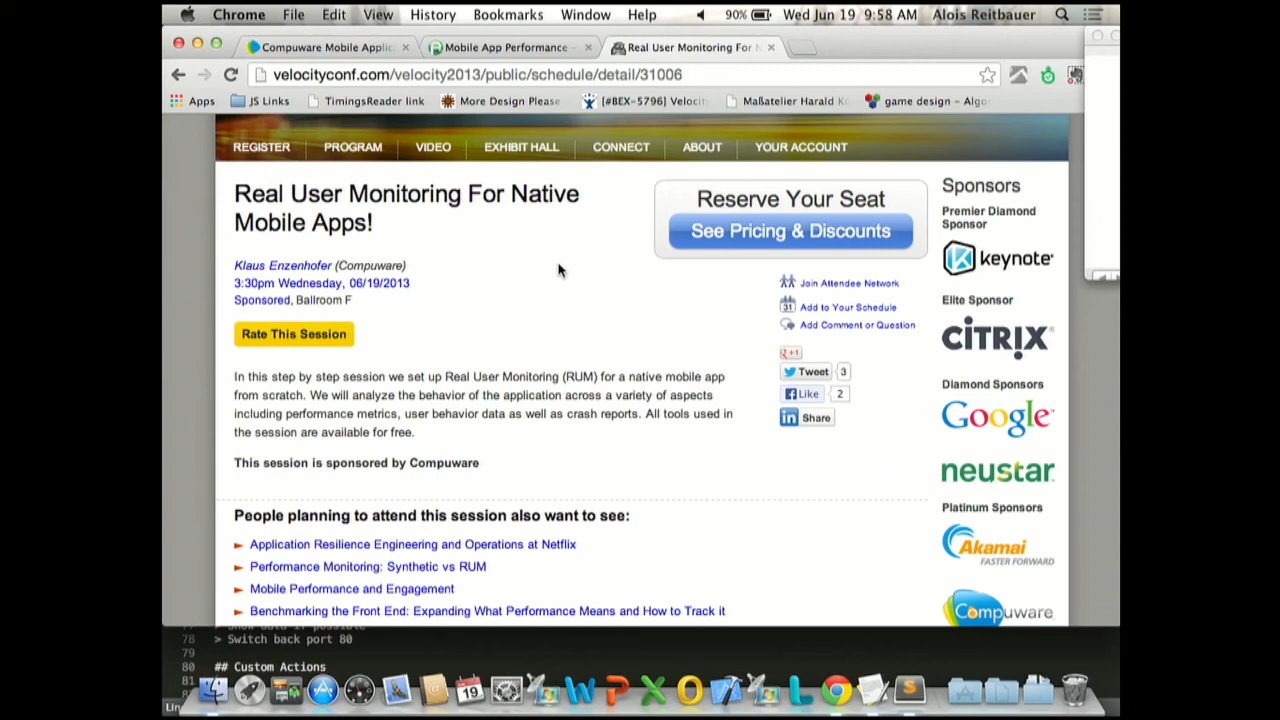 Chrome File Edit View History Bookmarks Window Help 90% Wed Jun 19 9:58 AM Alois Reitbauer
Compuware Mobile Applic
Mobile App Performance –
Real User Monitoring For N
velocityconf.com/velocity2013/public/schedule/detail/31006
Apps JS Links TimingsReader link More Design Please [#BEX-5796] Veloci Maßatelier Harald K game design – Algo
REGISTER PROGRAM VIDEO EXHIBIT HALL CONNECT ABOUT YOUR ACCOUNT
Real User Monitoring For Native
Mobile Apps!
Klaus Enzenhofer (Compuware)
3:30pm Wednesday, 06/19/2013
Sponsored, Ballroom F
Rate This Session
In this step by step session we set up Real User Monitoring (RUM) for a native mobile app
from scratch. We will analyze the behavior of the application across a variety of aspects
including performance metrics, user behavior data as well as crash reports. All tools used in
the session are available for free.
This session is sponsored by Compuware
People planning to attend this session also want to see:
Application Resilience Engineering and Operations at Netflix
Performance Monitoring: Synthetic vs RUM
Mobile Performance and Engagement
Benchmarking the Front End: Expanding What Performance Means and How to Track it
Reserve Your Seat
See Pricing & Discounts
Join Attendee Network
31 Add to Your Schedule
Add Comment or Question
+1
Tweet 3
Like 2
in Share
Sponsors
Premier Diamond
Sponsor
keynote
Elite Sponsor
CITRIX
Diamond Sponsors
Google
neustar
Platinum Sponsors
Akamai
FASTER FORWARD
Compuware
78 > Switch back port 80
79
80 ## Custom Actions
81
19